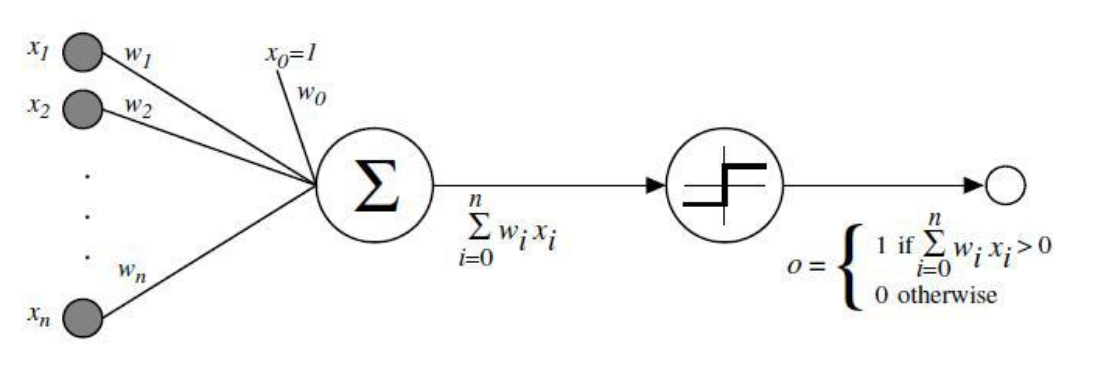 x₁ w₁
x₀=1
w₀
x₂ w₂
Σ
n
Σ wᵢ xᵢ
i=0
wₙ
xₙ
n
o = { 1 if Σ wᵢ xᵢ > 0
i=0
0 otherwise